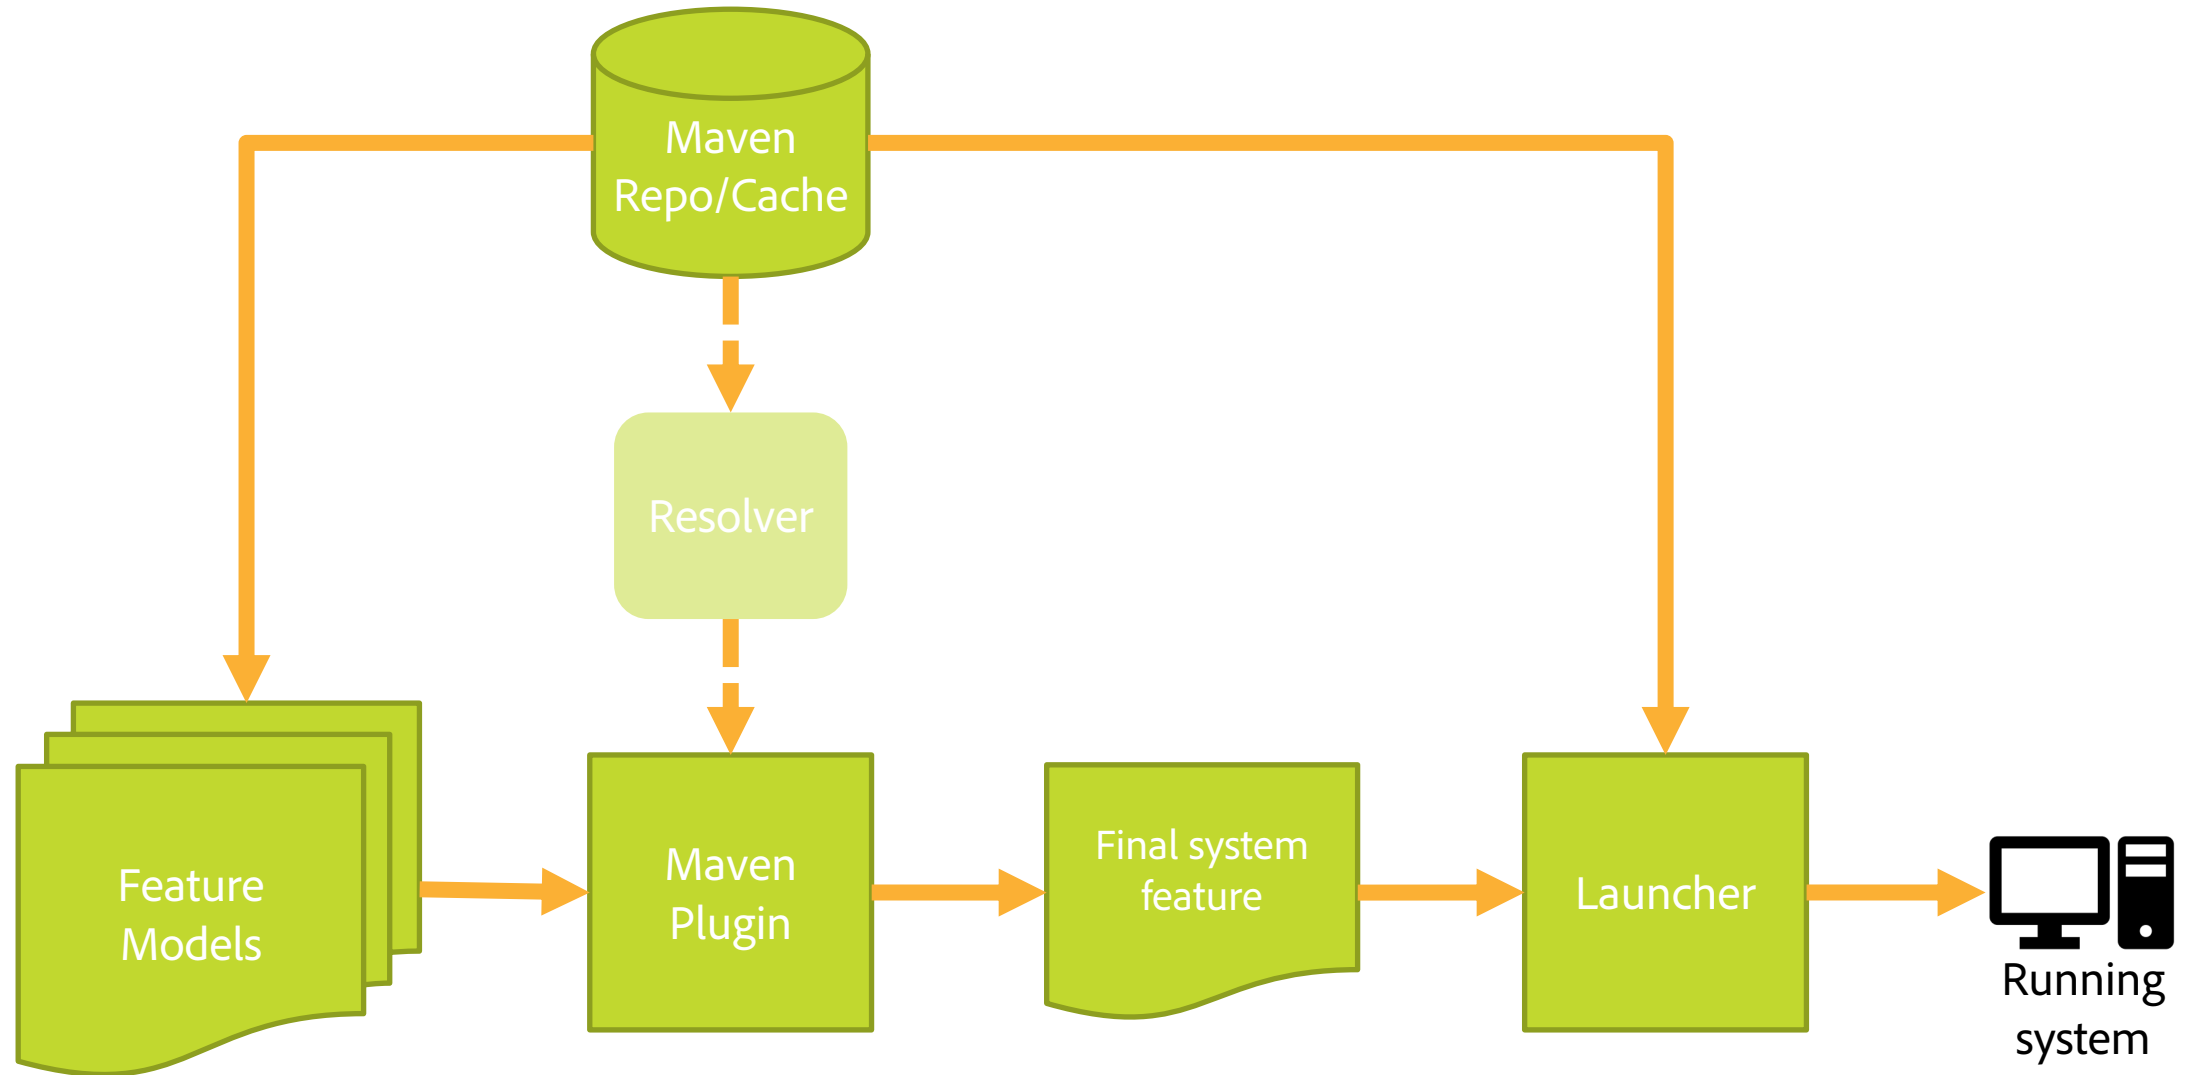 Maven
Repo/Cache
Resolver
Feature
Models
Maven
Plugin
Final system
feature
Launcher
Running
system